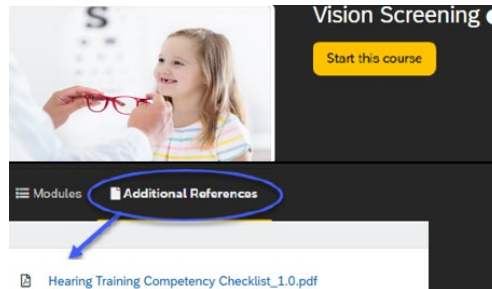 S
Vision Screening
Start this course
Modules
Additional References
Hearing Training Competency Checklist_1.0.pdf